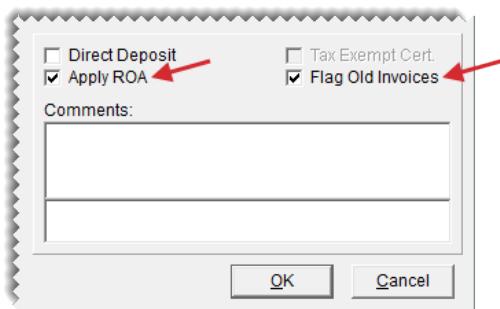 Direct Deposit
Tax Exempt Cert.
Apply ROA
Flag Old Invoices
Comments:
OK
Cancel